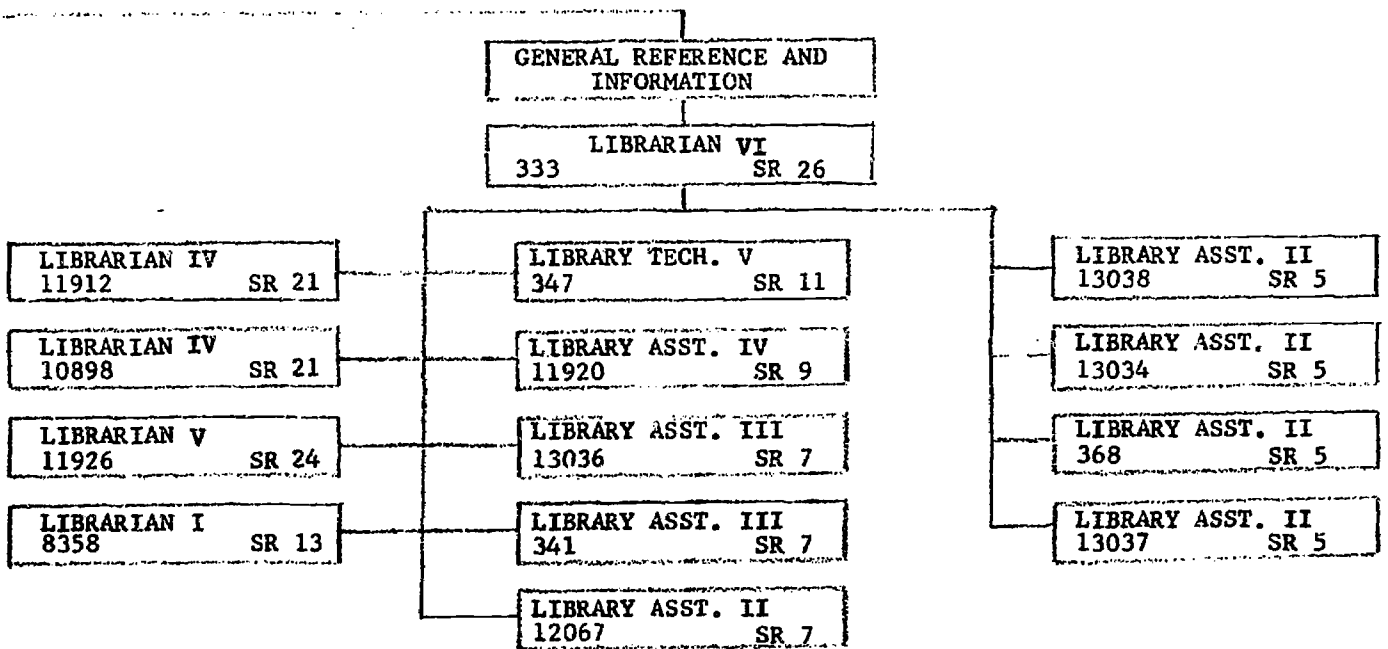 GENERAL REFERENCE AND
INFORMATION
LIBRARIAN VI
333 SR 26
LIBRARIAN IV
11912 SR 21
LIBRARIAN IV
10898 SR 21
LIBRARIAN V
11926 SR 24
LIBRARIAN I
8358 SR 13
LIBRARY TECH. V
347 SR 11
LIBRARY ASST. IV
11920 SR 9
LIBRARY ASST. III
13036 SR 7
LIBRARY ASST. III
341 SR 7
LIBRARY ASST. II
12067 SR 7
LIBRARY ASST. II
13038 SR 5
LIBRARY ASST. II
13034 SR 5
LIBRARY ASST. II
368 SR 5
LIBRARY ASST. II
13037 SR 5